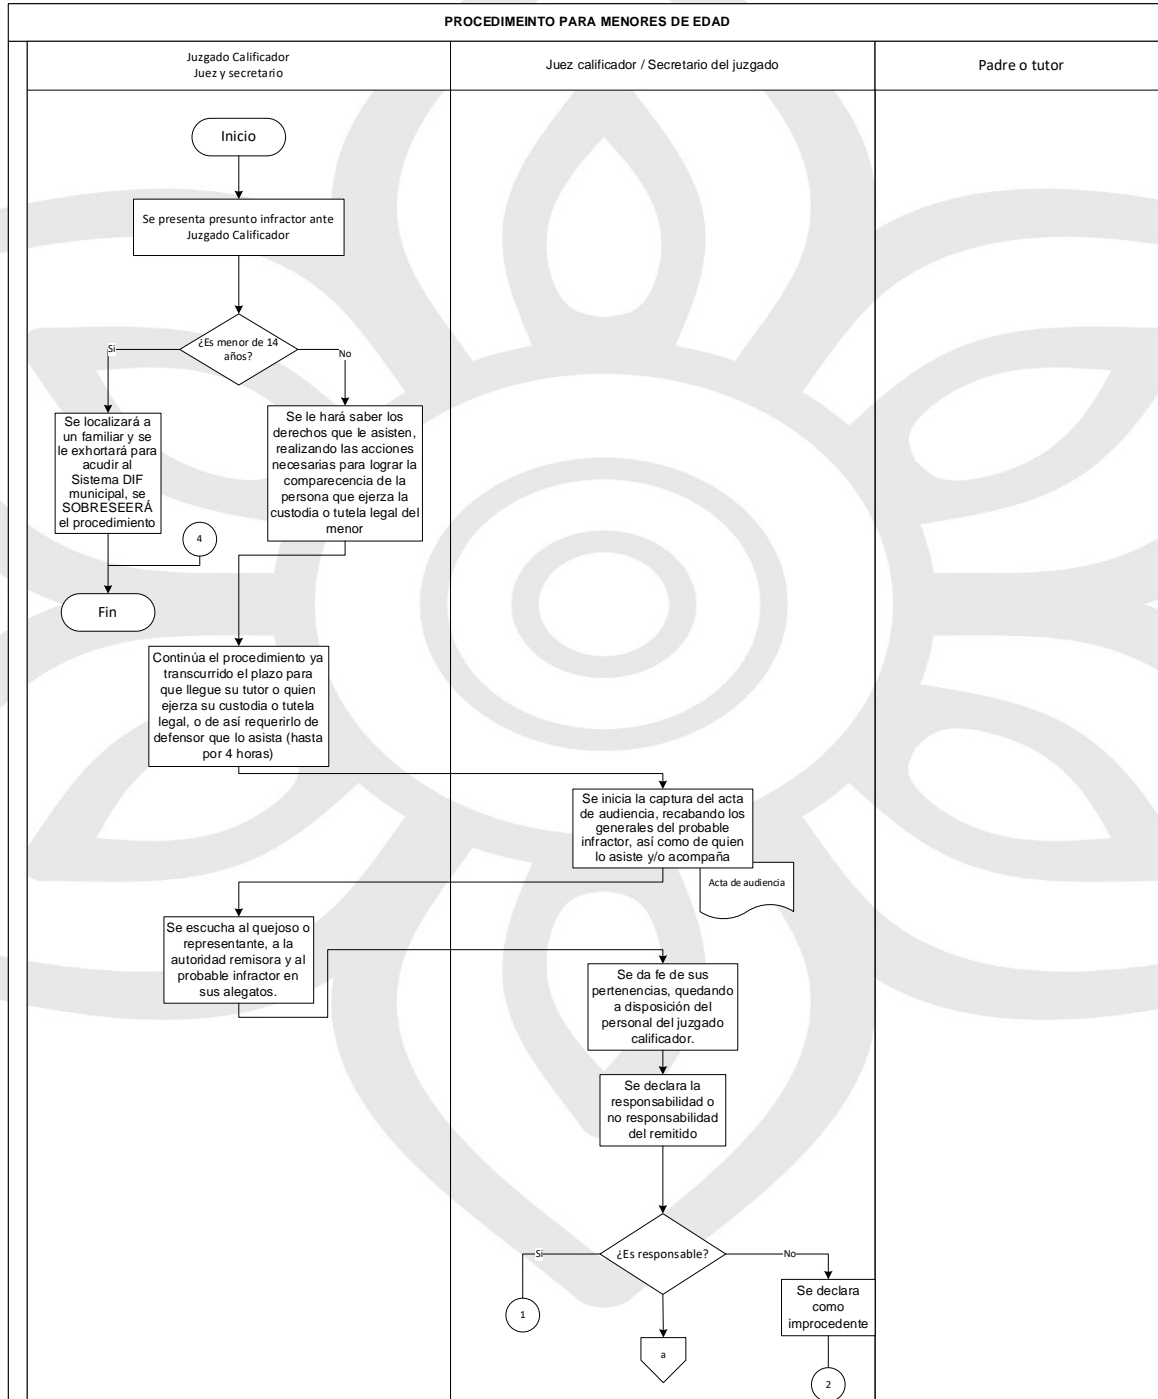 PROCEDIMEINTO PARA MENORES DE EDAD
Juzgado Calificador
Juez y secretario
Juez calificador / Secretario del juzgado
Padre o tutor
Inicio
Se presenta presunto infractor ante
Juzgado Calificador
¿Es menor de 14
años?
Si
No
Se localizará a
un familiar y se
le exhortará para
acudir al
Sistema DIF
municipal, se
SOBRESEERÁ
el procedimiento
Se le hará saber los
derechos que le asisten,
realizando las acciones
necesarias para lograr la
comparecencia de la
persona que ejerza la
custodia o tutela legal del
menor
4
Fin
Continúa el procedimiento ya
transcurrido el plazo para
que llegue su tutor o quien
ejerza su custodia o tutela
legal, o de así requerirlo de
defensor que lo asista (hasta
por 4 horas)
Se inicia la captura del acta
de audiencia, recabando los
generales del probable
infractor, así como de quien
lo asiste y/o acompaña
Acta de audiencia
Se escucha al quejoso o
representante, a la
autoridad remisora y al
probable infractor en
sus alegatos.
Se da fe de sus
pertenencias, quedando
a disposición del
personal del juzgado
calificador.
Se declara la
responsabilidad o
no responsabilidad
del remitido
¿Es responsable?
Si
No
1
Se declara
como
improcedente
a
2